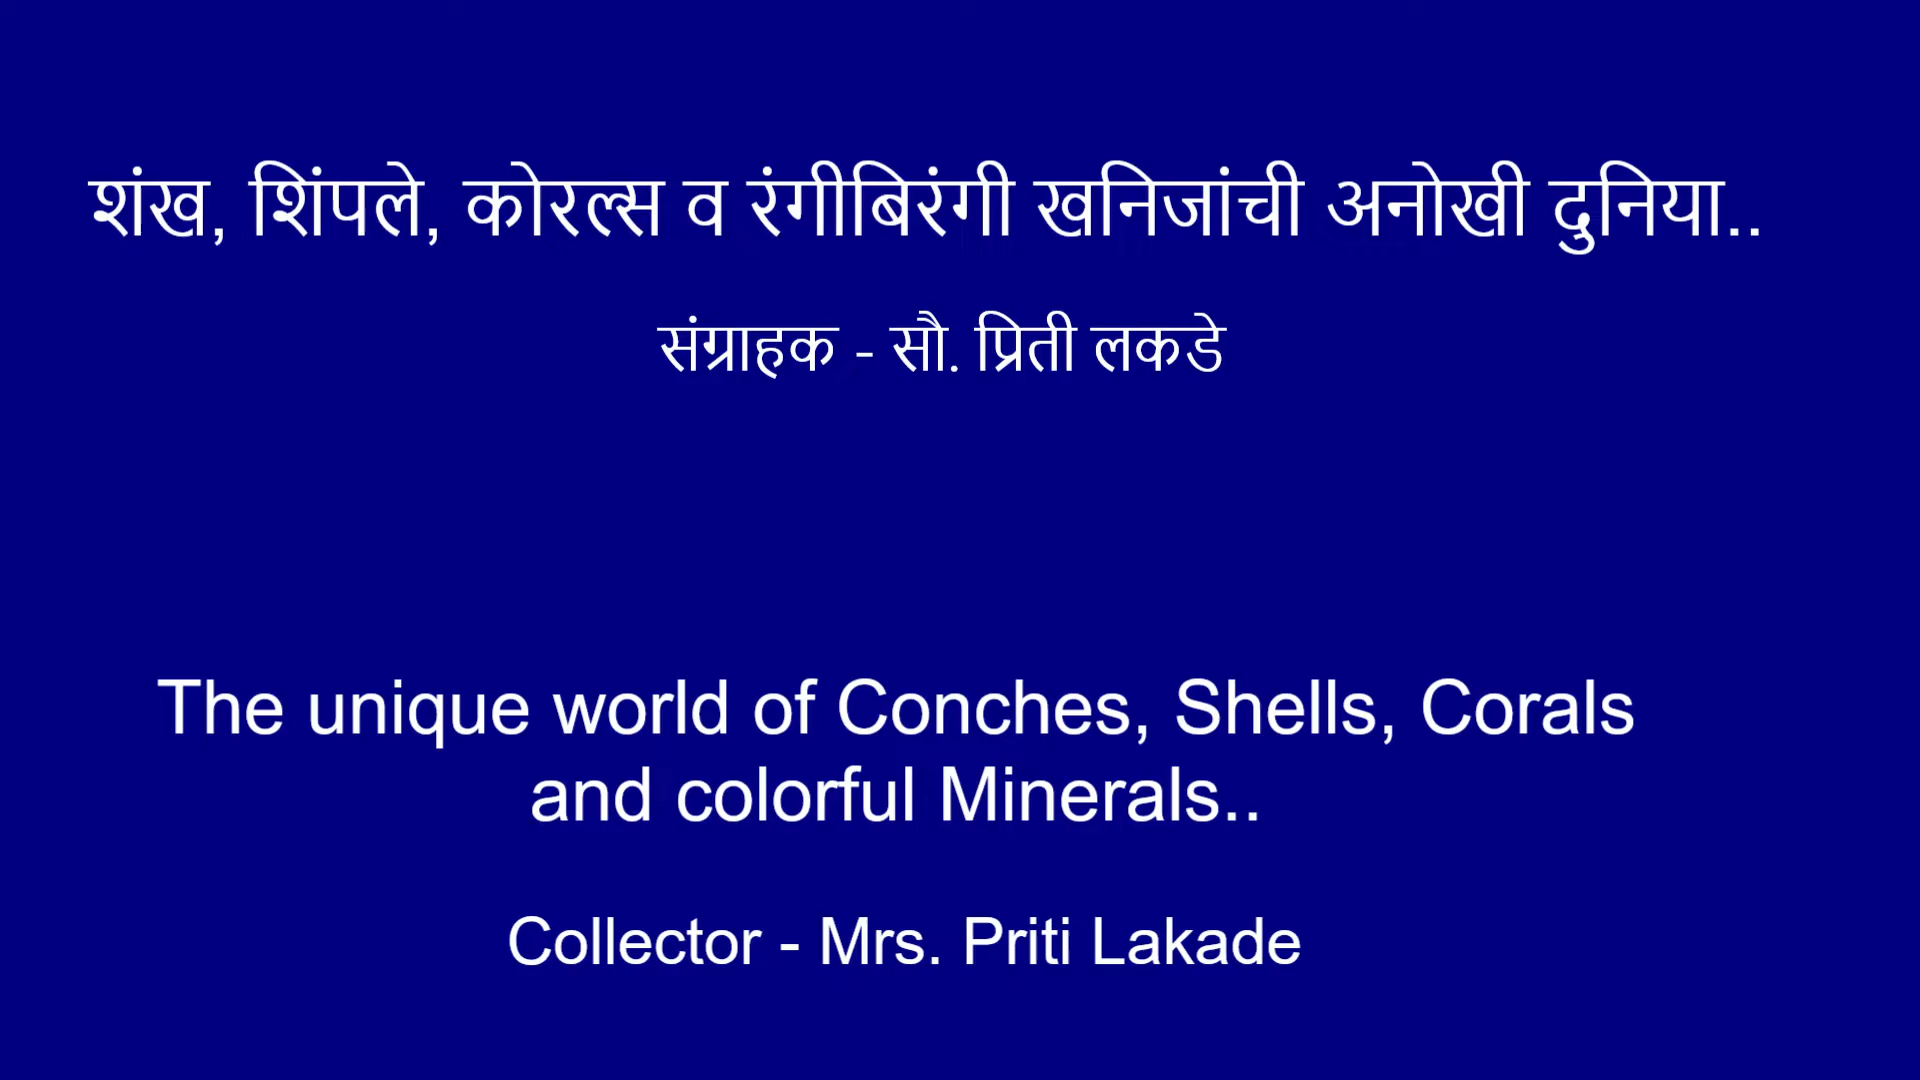 शंख, शिंपले, कोरल्स व रंगीबिरंगी खनिजांची अनोखी दुनिया..
संग्राहक - सौ. प्रिती लकडे
The unique world of Conches, Shells, Corals
and colorful Minerals..
Collector - Mrs. Priti Lakade